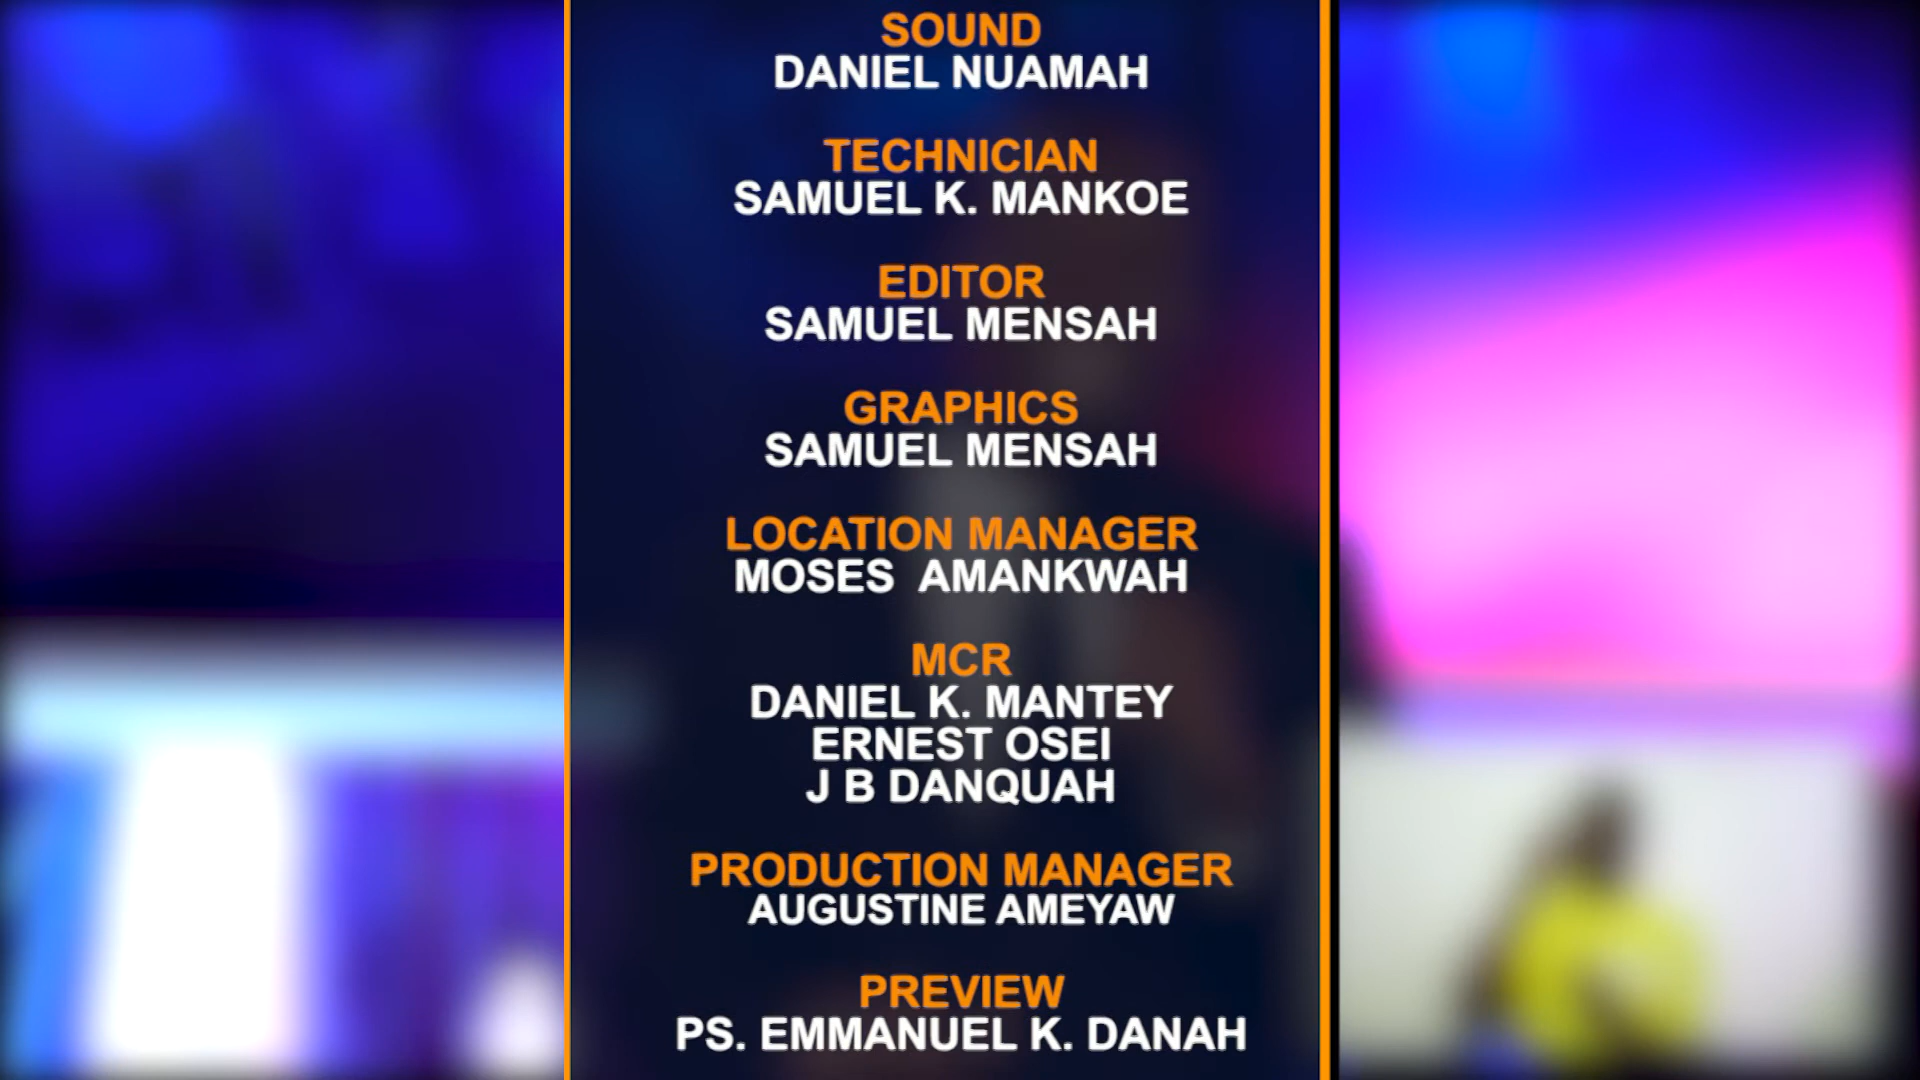 SOUND
DANIEL NUAMAH
TECHNICIAN
SAMUEL K. MANKOE
EDITOR
SAMUEL MENSAH
GRAPHICS
SAMUEL MENSAH
LOCATION MANAGER
MOSES  AMANKWAH
MCR
DANIEL K. MANTEY
ERNEST OSEI
J B DANQUAH
PRODUCTION MANAGER
AUGUSTINE AMEYAW
PREVIEW
PS. EMMANUEL K. DANAH